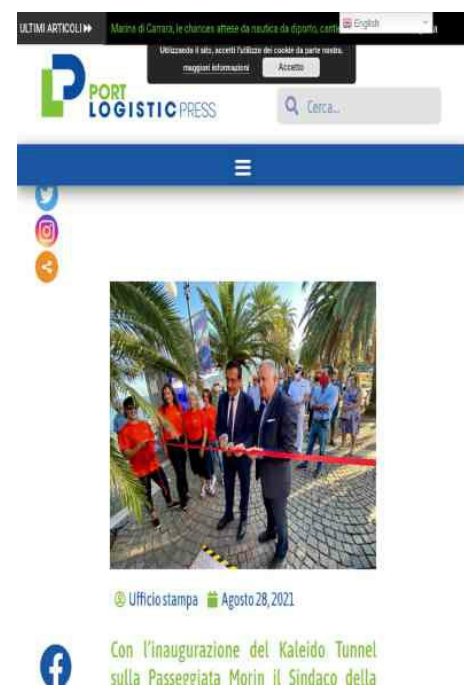 ULTIMI ARTICOLI
Marina di Carrara, le chances attese da nautica da diporto, canti
English
Utilizzando il sito, accetti l'utilizzo dei cookie da parte nostra.
maggiori informazioni
Accetto
PORT
LOGISTIC PRESS
Cerca...
Ufficio stampa
Agosto 28, 2021
Con l'inaugurazione del Kaleido Tunnel
sulla Passeggiata Morin il Sindaco della